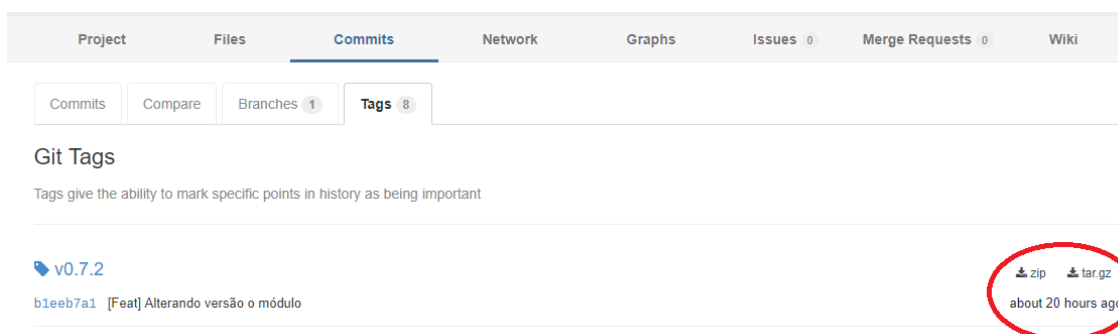 Project Files Commits Network Graphs Issues 0 Merge Requests 0 Wiki
Commits Compare Branches 1 Tags 8
Git Tags
Tags give the ability to mark specific points in history as being important
v0.7.2 zip tar.gz
b1eeb7a1 [Feat] Alterando versão o módulo about 20 hours ago